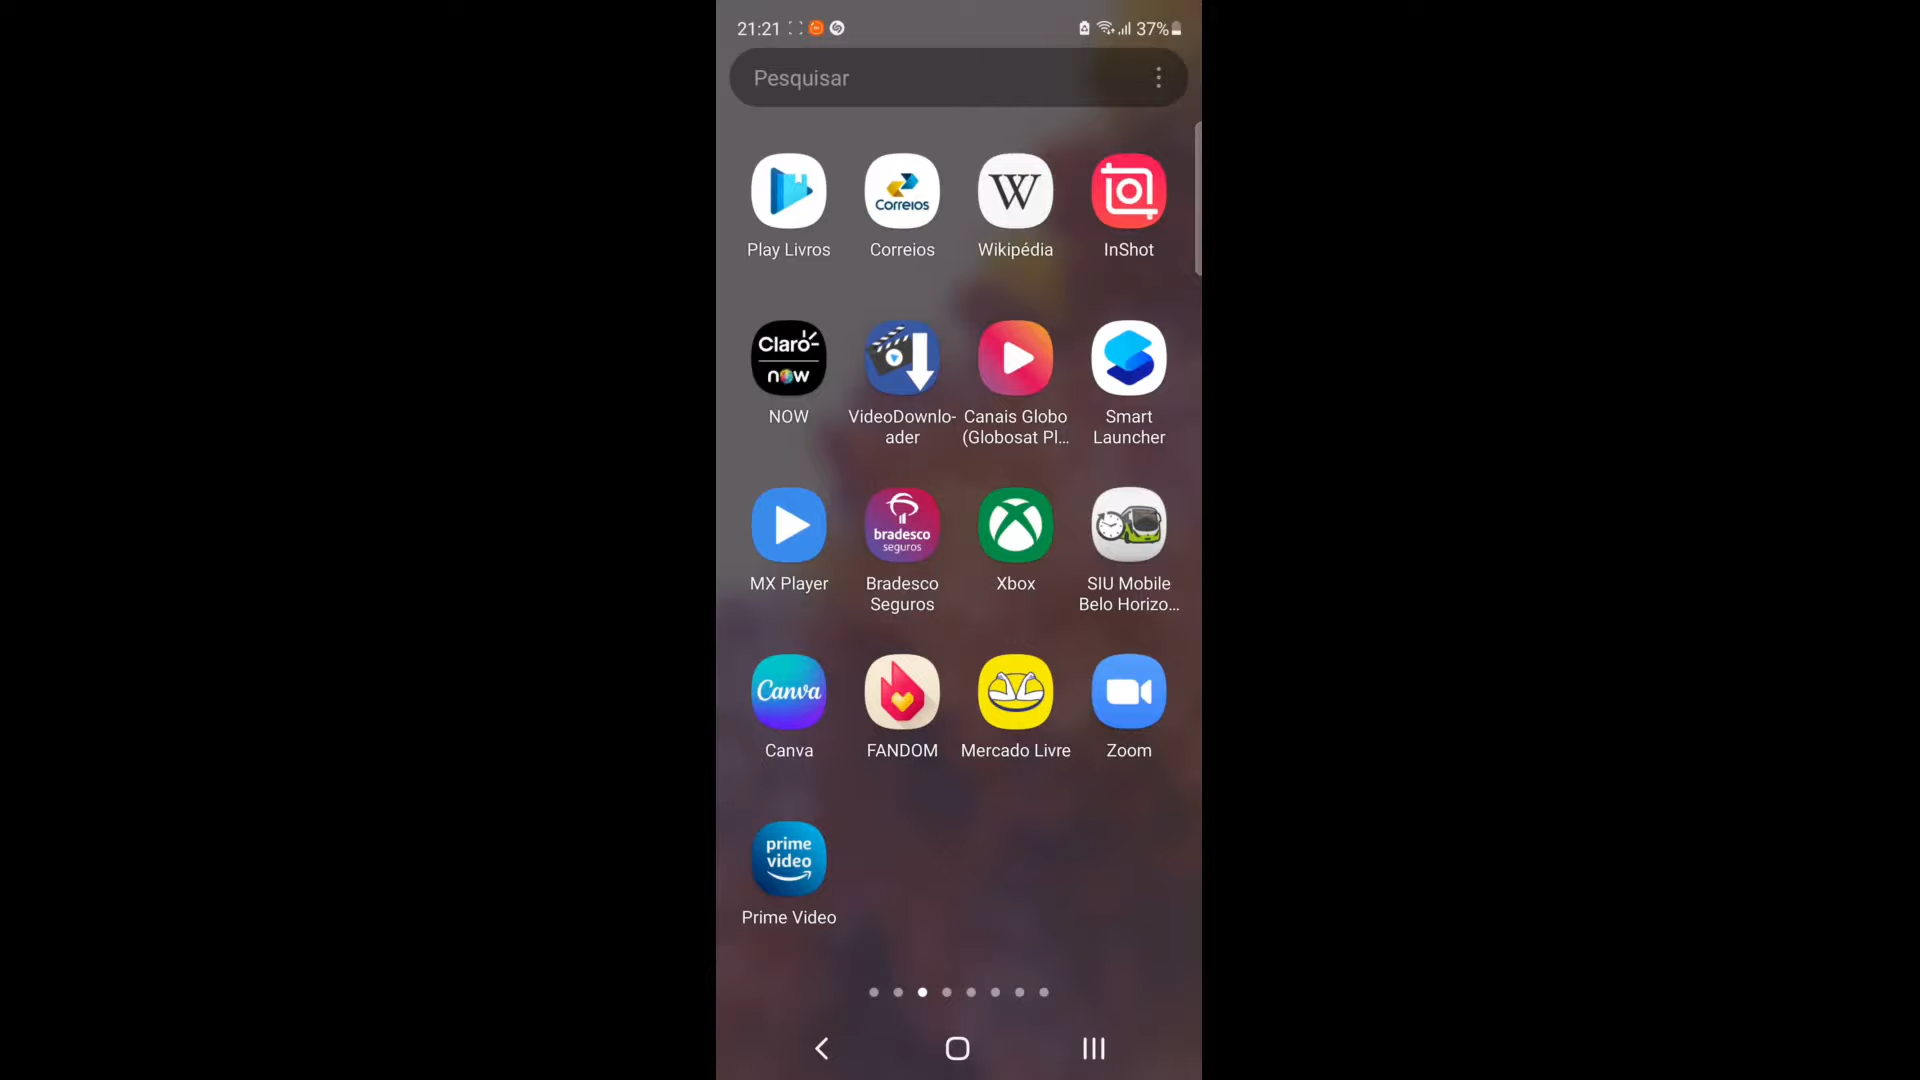 21:21
37%
Pesquisar
Correios
W
Play Livros
Correios
Wikipédia
InShot
Claro
now
NOW
VideoDownlo-
ader
Canais Globo
(Globosat Pl...
Smart
Launcher
bradesco
seguros
MX Player
Bradesco
Seguros
Xbox
SIU Mobile
Belo Horizo...
Canva
Canva
FANDOM
Mercado Livre
Zoom
prime
video
Prime Video